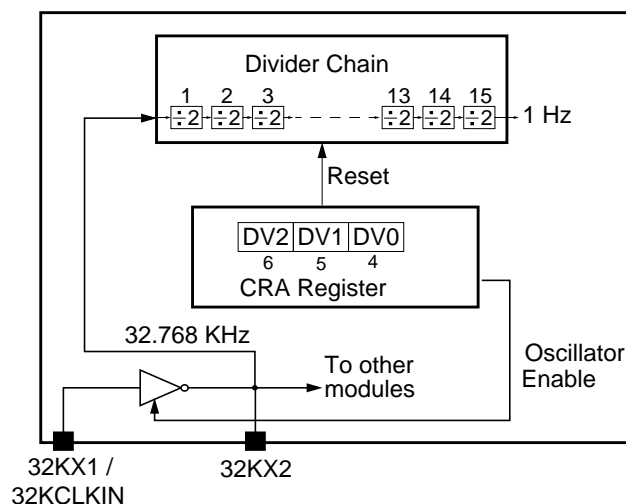 Divider Chain
1 2 3 13 14 15
÷2 ÷2 ÷2 ÷2 ÷2 ÷2 1 Hz
Reset
DV2 DV1 DV0
6 5 4
CRA Register
32.768 KHz
To other
modules
Oscillator
Enable
32KX1 /
32KCLKIN
32KX2